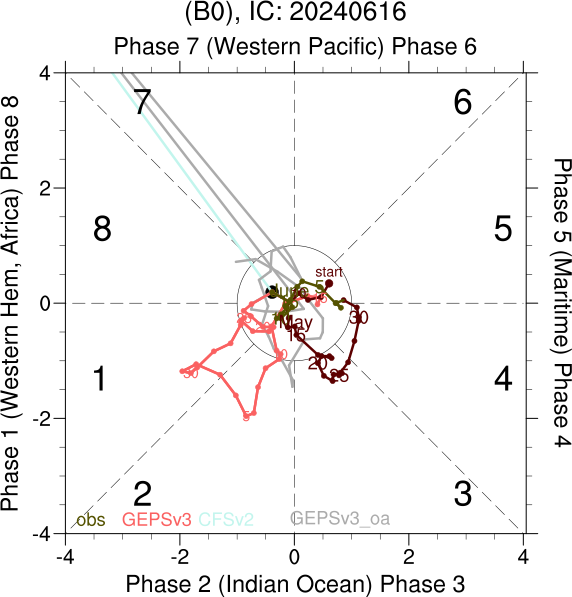 (B0), IC: 20240616
Phase 7 (Western Pacific) Phase 6
Phase 1 (Western Hem, Africa) Phase 8
Phase 5 (Maritime) Phase 4
4
2
0
-2
-4
7
6
8
5
1
4
2
3
start
June
5
May
15
30
20
25
obs
GEPSv3
CFSv2
GEPSv3_oa
-4
-2
0
2
4
Phase 2 (Indian Ocean) Phase 3